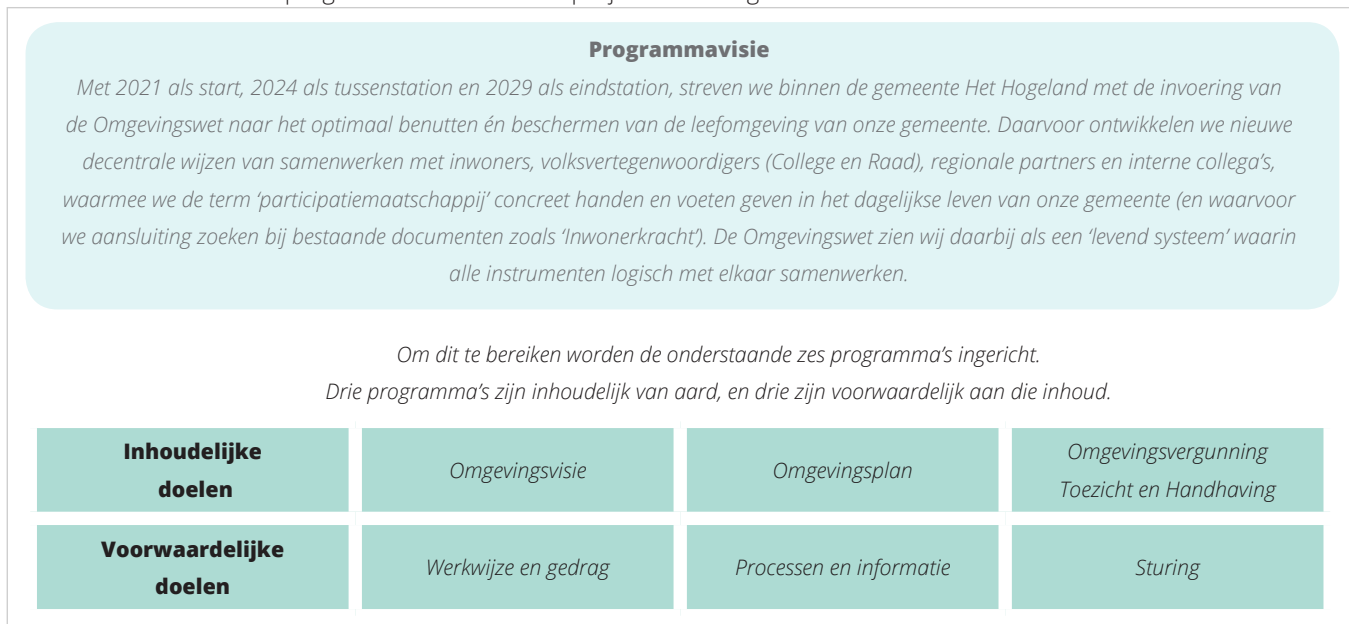 Programmavisie
Met 2021 als start, 2024 als tussenstation en 2029 als eindstation, streven we binnen de gemeente Het Hogeland met de invoering van
de Omgevingswet naar het optimaal benutten én beschermen van de leefomgeving van onze gemeente. Daarvoor ontwikkelen we nieuwe
decentrale wijzen van samenwerken met inwoners, volksvertegenwoordigers (College en Raad), regionale partners en interne collega's,
waarmee we de term 'participatiemaatschappij' concreet handen en voeten geven in het dagelijkse leven van onze gemeente (en waarvoor
we aansluiting zoeken bij bestaande documenten zoals 'Inwonerkracht'). De Omgevingswet zien wij daarbij als een 'levend systeem' waarin
alle instrumenten logisch met elkaar samenwerken.
Om dit te bereiken worden de onderstaande zes programma's ingericht.
Drie programma's zijn inhoudelijk van aard, en drie zijn voorwaardelijk aan die inhoud.
Inhoudelijke
doelen
Omgevingsvisie
Omgevingsplan
Omgevingsvergunning
Toezicht en Handhaving
Voorwaardelijke
doelen
Werkwijze en gedrag
Processen en informatie
Sturing